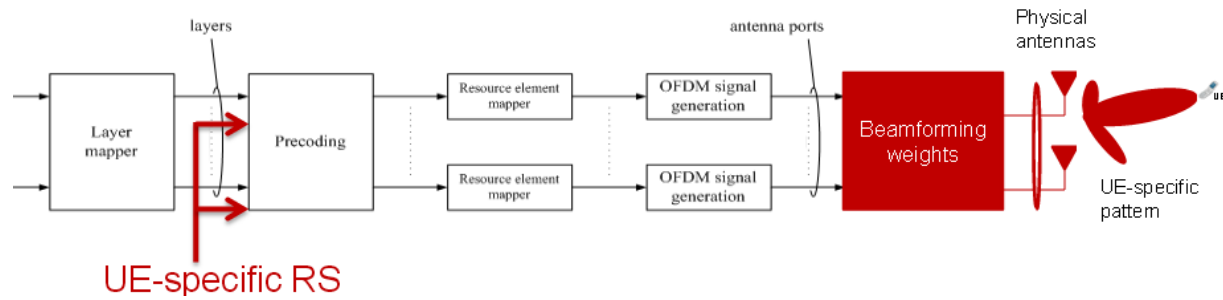 layers
antenna ports
Physical
antennas
Layer
mapper
Precoding
Resource element
mapper
OFDM signal
generation
Resource element
mapper
OFDM signal
generation
Beamforming
weights
UE
UE-specific
pattern
UE-specific RS